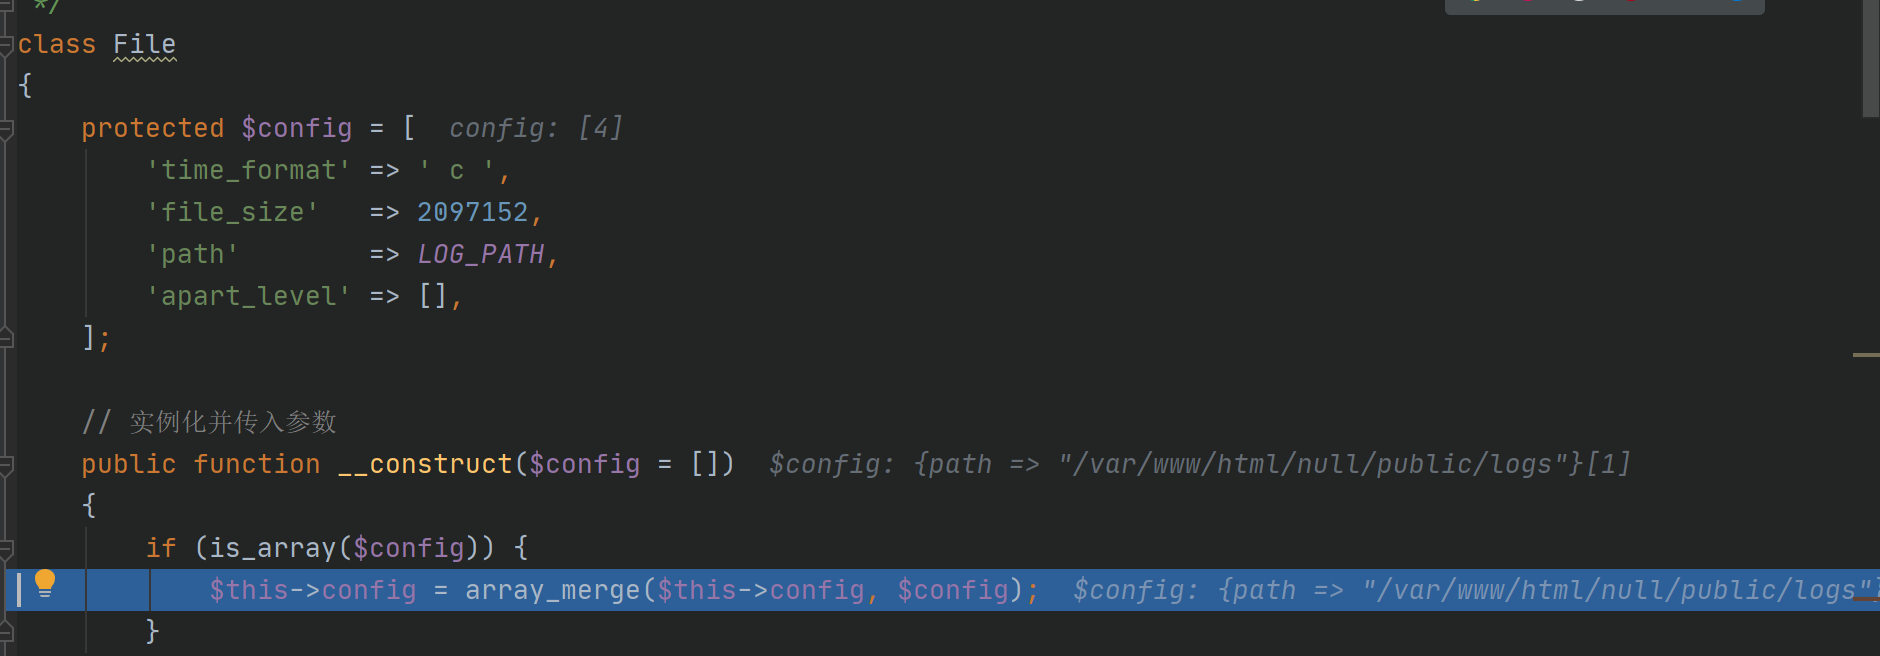 */
class File
{
    protected $config = [  config: [4]
        'time_format' => ' c ',
        'file_size'   => 2097152,
        'path'        => LOG_PATH,
        'apart_level' => [],
    ];
    // 实例化并传入参数
    public function __construct($config = [])  $config: {path => "/var/www/html/null/public/logs"}[1]
    {
        if (is_array($config)) {
            $this->config = array_merge($this->config, $config);  $config: {path => "/var/www/html/null/public/logs"
        }